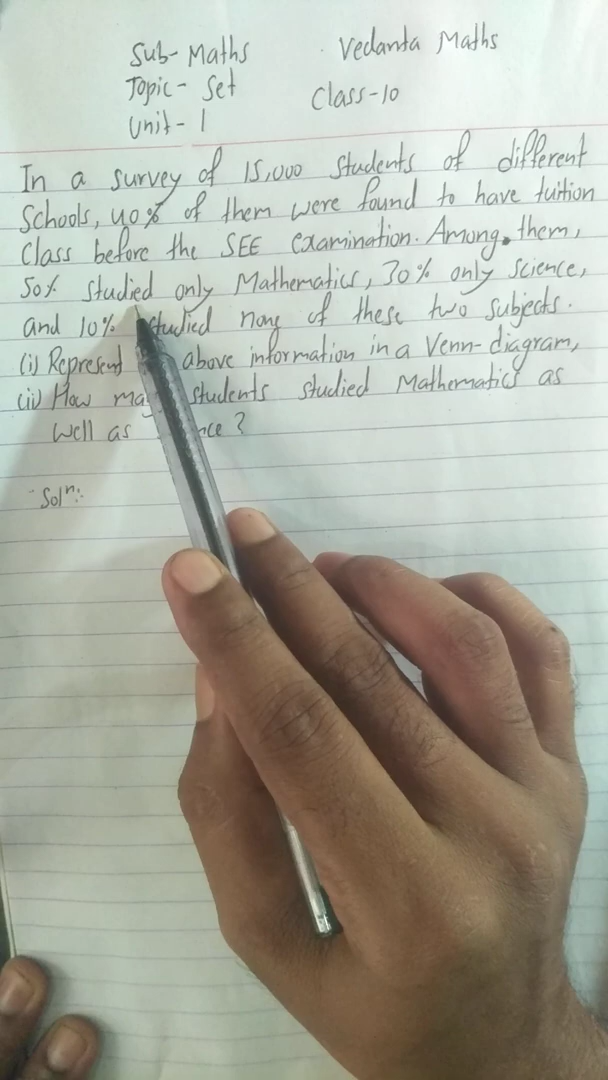 Sub- Maths
Vedanta Maths
Topic- Set
Class-10
Unit- 1
In a survey of 15,000 students of different
Schools, 40% of them were found to have tuition
Class before the SEE examination. Among them,
50% studied only Mathematics, 30% only science,
and 10% studied none of these two subjects.
(i) Represent above information in a Venn-diagram,
(ii) How students studied Mathematics as
Well as
Solⁿ: